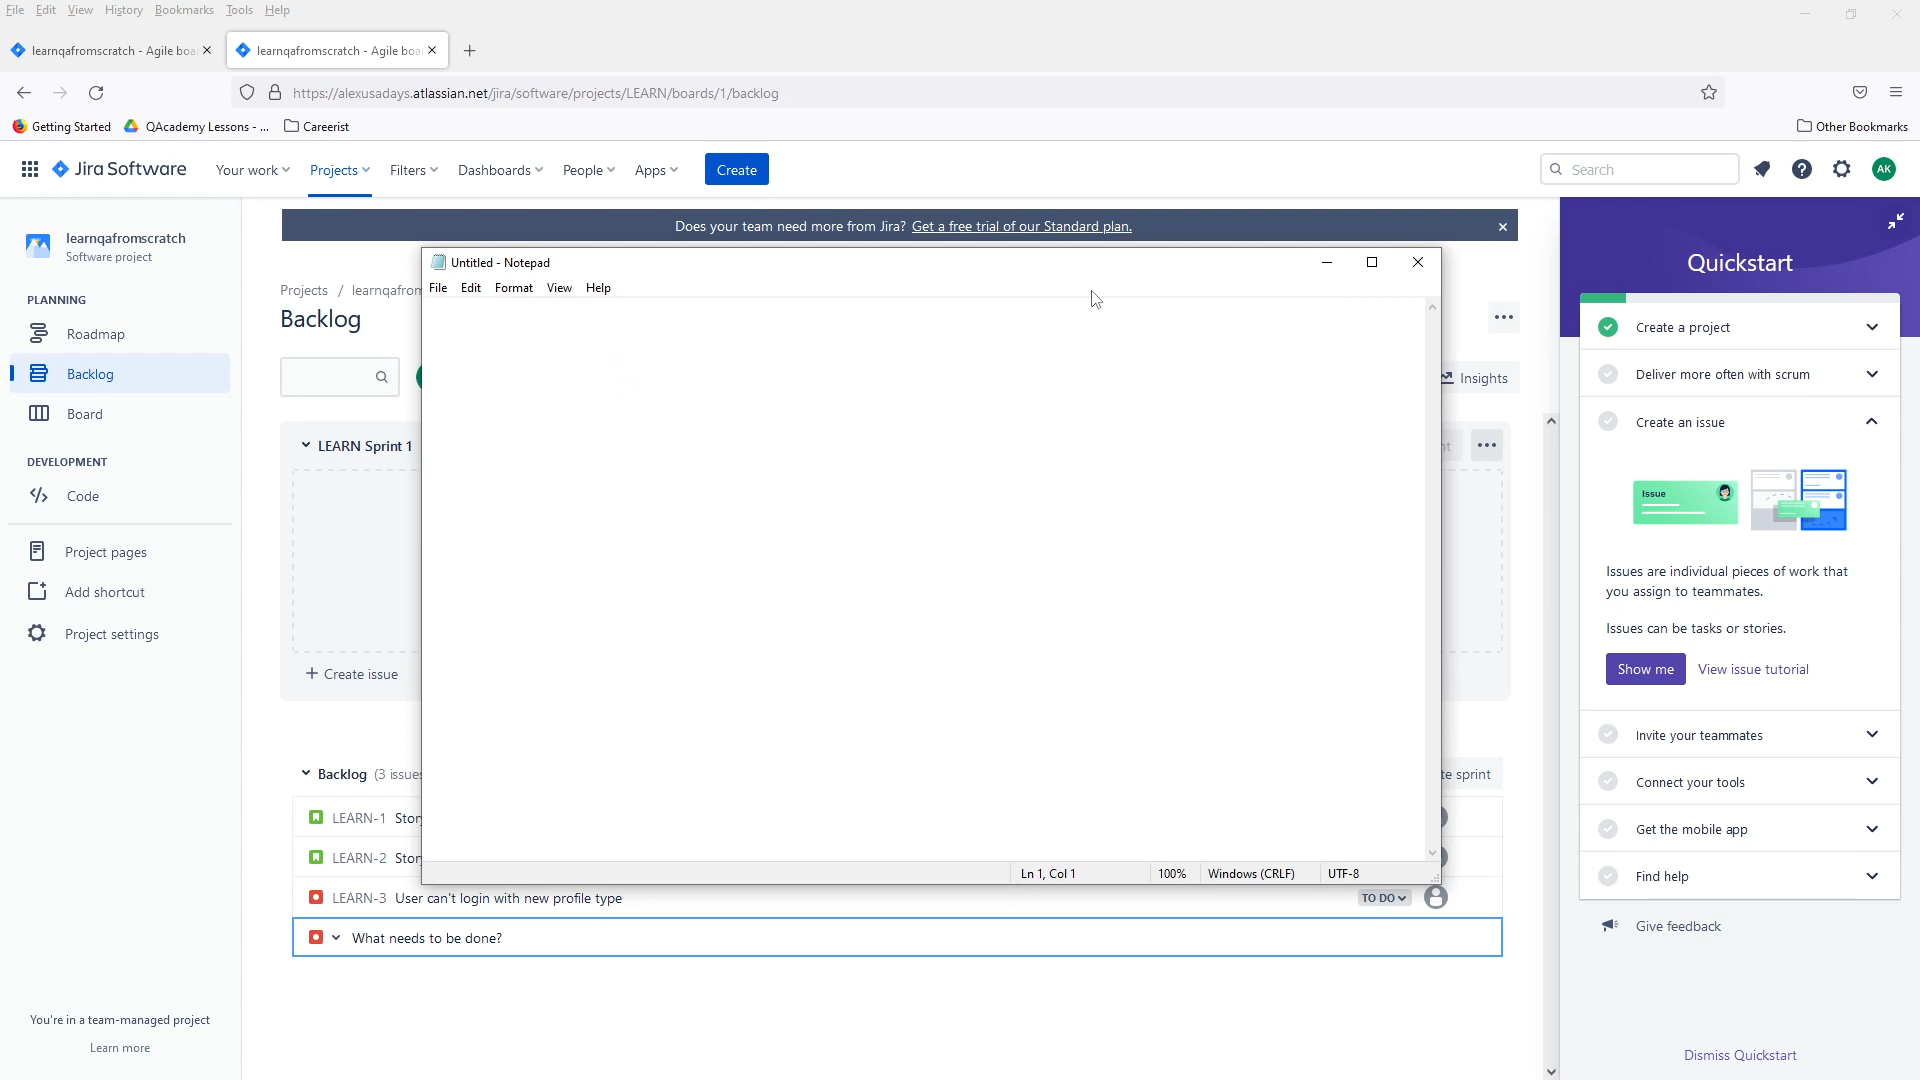 File Edit View History Bookmarks Tools Help
learnqafromscratch - Agile boar
learnqafromscratch - Agile boa
https://alexusadays.atlassian.net/jira/software/projects/LEARN/boards/1/backlog
Getting Started QAcademy Lessons - ... Careerist Other Bookmarks
Jira Software Your work Projects Filters Dashboards People Apps Create Search AK
learnqafromscratch
Software project
PLANNING
Roadmap
Backlog
Board
DEVELOPMENT
Code
Project pages
Add shortcut
Project settings
You're in a team-managed project
Learn more
Does your team need more from Jira? Get a free trial of our Standard plan.
Projects / learnqafrom
Backlog
Insights
LEARN Sprint 1
nt
+ Create issue
Untitled - Notepad
File Edit Format View Help
Ln 1, Col 1 100% Windows (CRLF) UTF-8
Backlog (3 issues
te sprint
LEARN-1 Stor
LEARN-2 Stor
LEARN-3 User can't login with new profile type TO DO
What needs to be done?
Quickstart
Create a project
Deliver more often with scrum
Create an issue
Issue
Issues are individual pieces of work that
you assign to teammates.
Issues can be tasks or stories.
Show me View issue tutorial
Invite your teammates
Connect your tools
Get the mobile app
Find help
Give feedback
Dismiss Quickstart